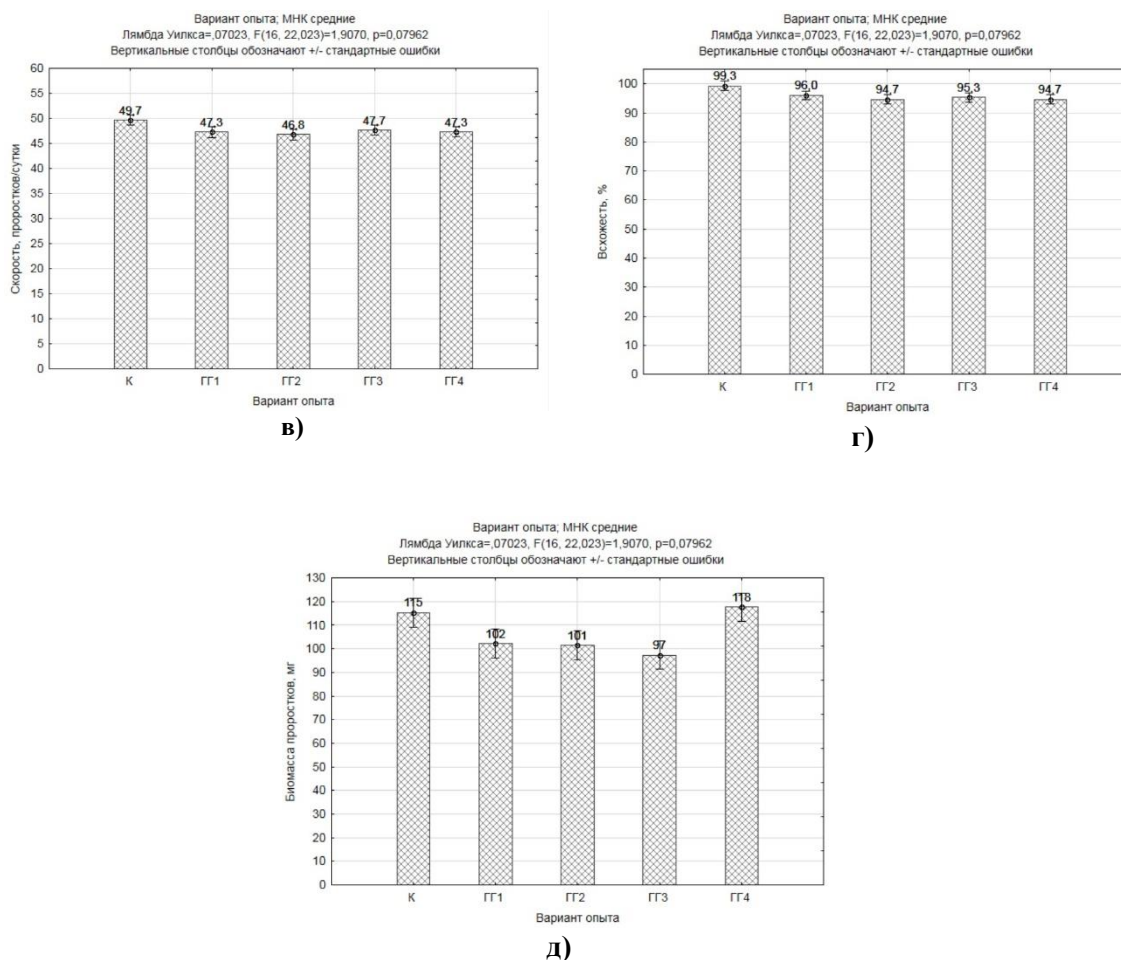 Вариант опыта; МНК средние
Лямбда Уилкса=,07023, F(16, 22,023)=1,9070, p=0,07962
Вертикальные столбцы обозначают +/- стандартные ошибки
Скорость, проростков/сутки
60
55
50
45
40
35
30
25
20
15
10
5
0
49,7
47,3
46,8
47,7
47,3
К ГГ1 ГГ2 ГГ3 ГГ4
Вариант опыта
в)
Вариант опыта; МНК средние
Лямбда Уилкса=,07023, F(16, 22,023)=1,9070, p=0,07962
Вертикальные столбцы обозначают +/- стандартные ошибки
Всхожесть, %
100
90
80
70
60
50
40
30
20
10
0
99,3
96,0
94,7
95,3
94,7
К ГГ1 ГГ2 ГГ3 ГГ4
Вариант опыта
г)
Вариант опыта; МНК средние
Лямбда Уилкса=,07023, F(16, 22,023)=1,9070, p=0,07962
Вертикальные столбцы обозначают +/- стандартные ошибки
Биомасса проростков, мг
130
120
110
100
90
80
70
60
50
40
30
20
10
0
115
102
101
97
118
К ГГ1 ГГ2 ГГ3 ГГ4
Вариант опыта
д)